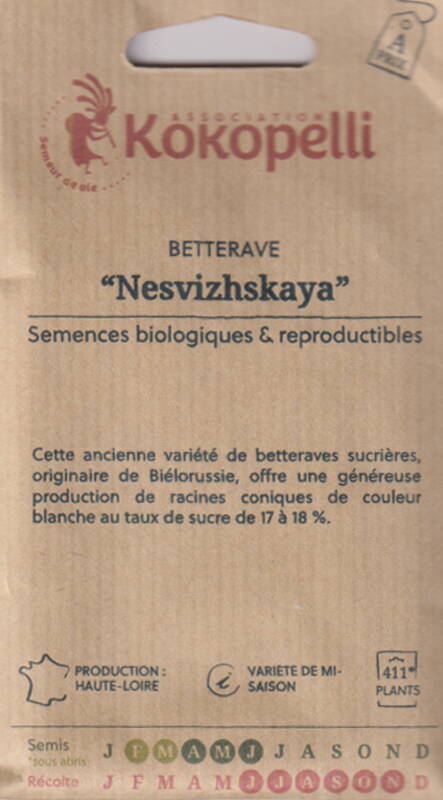 A
PRIX
ASSOCIATION
Kokopelli
Semeur de vie
BETTERAVE
“Nesvizhskaya”
Semences biologiques & reproductibles
Cette ancienne variété de betteraves sucrières,
originaire de Biélorussie, offre une généreuse
production de racines coniques de couleur
blanche au taux de sucre de 17 à 18 %.
PRODUCTION :
HAUTE-LOIRE
VARIÉTÉ DE MI-
SAISON
411*
PLANTS
Semis J F M A M J J A S O N D
*sous abris
Récolte J F M A M J J A S O N D